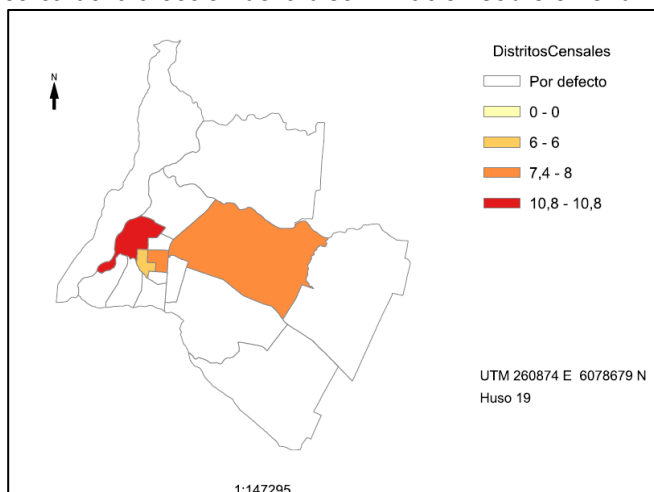 DistritosCensales
N
Por defecto
0 - 0
6 - 6
7,4 - 8
10,8 - 10,8
UTM 260874 E 6078679 N
Huso 19
1:147295